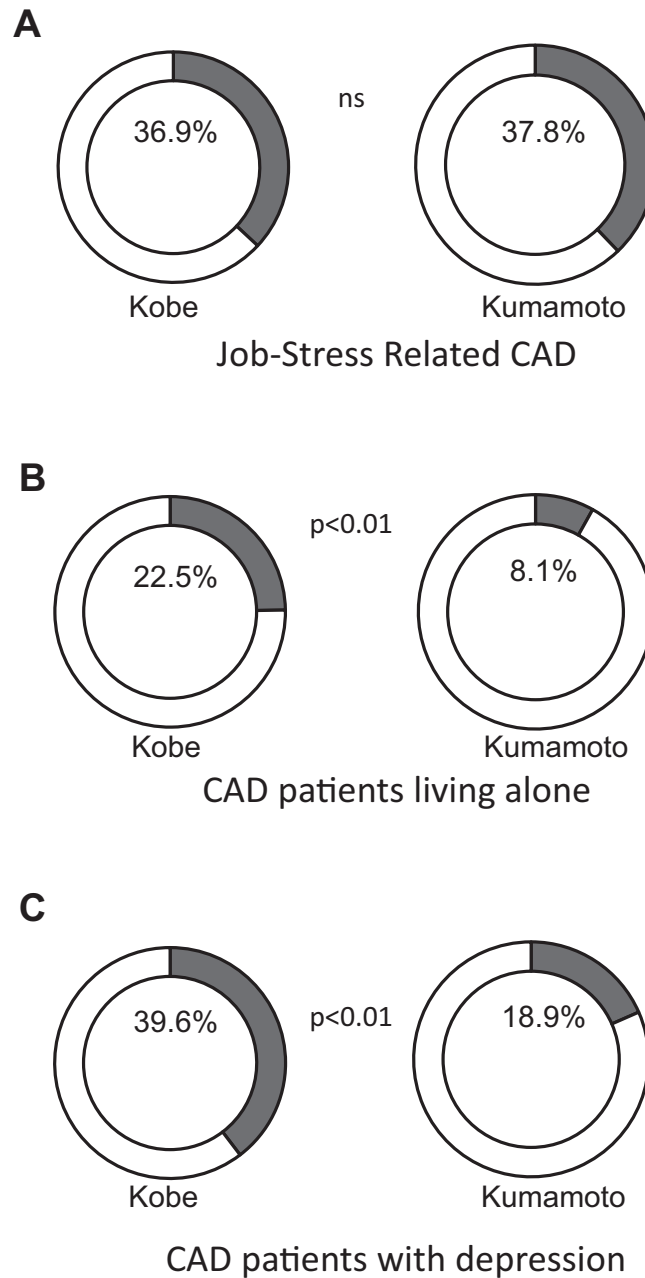 A
36.9%
ns
37.8%
Kobe
Kumamoto
Job-Stress Related CAD
B
22.5%
p<0.01
8.1%
Kobe
Kumamoto
CAD patients living alone
C
39.6%
p<0.01
18.9%
Kobe
Kumamoto
CAD patients with depression